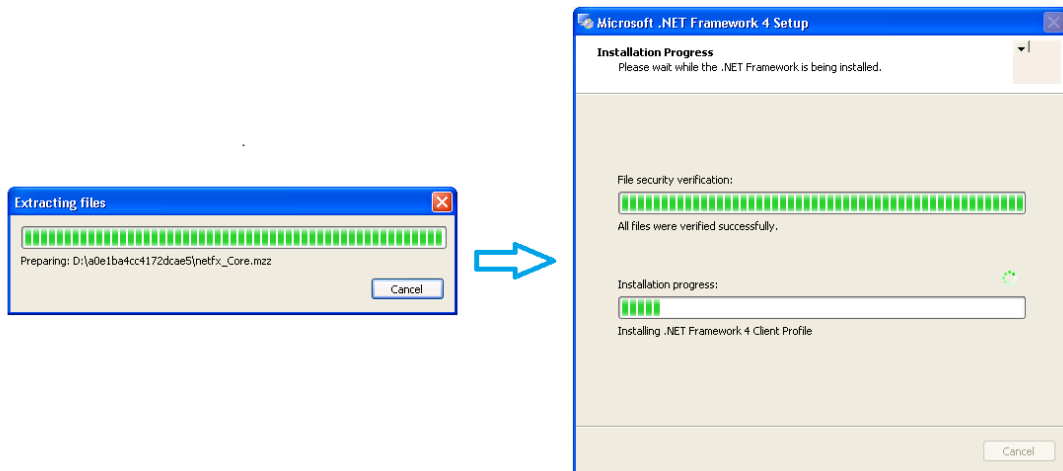 Extracting files
Preparing: D:\a0e1ba4cc4172dcae5\netfx_Core.mzz
Cancel
Microsoft .NET Framework 4 Setup
Installation Progress
Please wait while the .NET Framework is being installed.
File security verification:
All files were verified successfully.
Installation progress:
Installing .NET Framework 4 Client Profile
Cancel